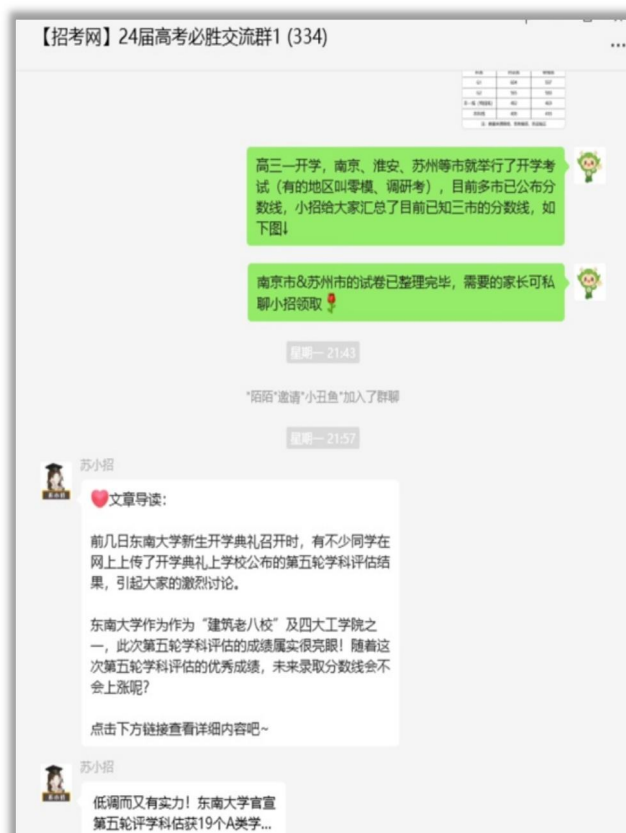 【招考网】24届高考必胜交流群1 (334)
...
高三一开学，南京、淮安、苏州等市就举行了开学考
试（有的地区叫零模、调研考），目前多市已公布分
数线，小招给大家汇总了目前已知三市的分数线，如
下图↓
南京市&苏州市的试卷已整理完毕，需要的家长可私
聊小招领取🌹
星期一 21:43
"陌陌"邀请"小丑鱼"加入了群聊
星期一 21:57
苏小招
❤️文章导读：
前几日东南大学新生开学典礼召开时，有不少同学在
网上上传了开学典礼上学校公布的第五轮学科评估结
果，引起大家的激烈讨论。
东南大学作为作为“建筑老八校”及四大工学院之
一，此次第五轮学科评估的成绩属实很亮眼！随着这
次第五轮学科评估的优秀成绩，未来录取分数线会不
会上涨呢？
点击下方链接查看详细内容吧~
苏小招
低调而又有实力！东南大学官宣
第五轮评学科估获19个A类学...